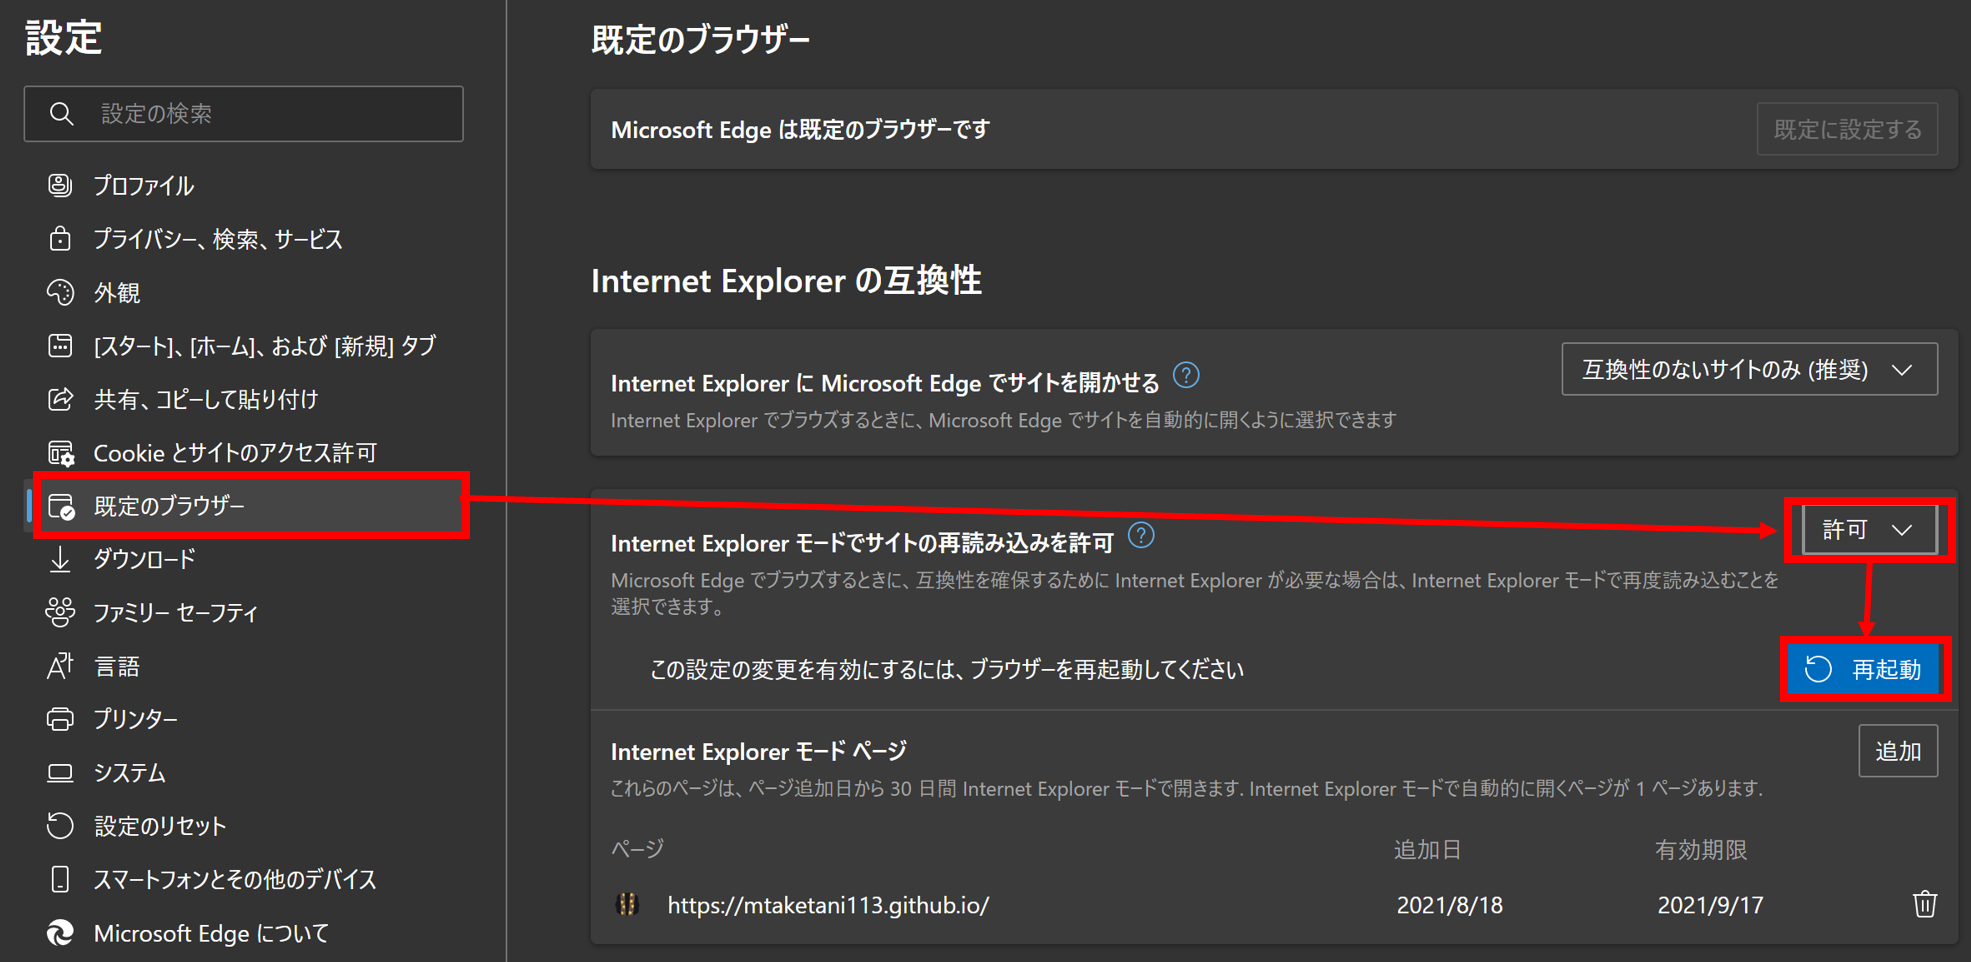 設定
設定の検索
プロファイル
プライバシー、検索、サービス
外観
[スタート]、[ホーム]、および [新規] タブ
共有、コピーして貼り付け
Cookie とサイトのアクセス許可
既定のブラウザー
ダウンロード
ファミリー セーフティ
言語
プリンター
システム
設定のリセット
スマートフォンとその他のデバイス
Microsoft Edge について
既定のブラウザー
Microsoft Edge は既定のブラウザーです
既定に設定する
Internet Explorer の互換性
Internet Explorer に Microsoft Edge でサイトを開かせる
互換性のないサイトのみ (推奨)
Internet Explorer でブラウズするときに、Microsoft Edge でサイトを自動的に開くように選択できます
Internet Explorer モードでサイトの再読み込みを許可
許可
Microsoft Edge でブラウズするときに、互換性を確保するために Internet Explorer が必要な場合は、Internet Explorer モードで再度読み込むことを
選択できます。
この設定の変更を有効にするには、ブラウザーを再起動してください
再起動
Internet Explorer モード ページ
追加
これらのページは、ページ追加日から 30 日間 Internet Explorer モードで開きます. Internet Explorer モードで自動的に開くページが 1 ページあります.
ページ 追加日 有効期限
https://mtaketani113.github.io/ 2021/8/18 2021/9/17